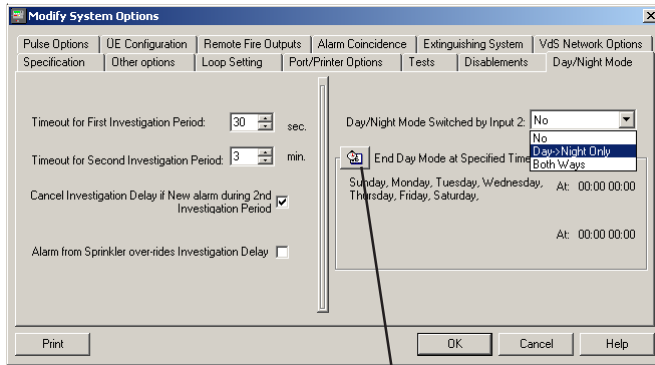 Modify System Options
Pulse Options ÜE Configuration Remote Fire Outputs Alarm Coincidence Extinguishing System VdS Network Options
Specification Other options Loop Setting Port/Printer Options Tests Disablements Day/Night Mode
Timeout for First Investigation Period: 30 sec.
Timeout for Second Investigation Period: 3 min.
Cancel Investigation Delay if New alarm during 2nd
Investigation Period
Alarm from Sprinkler over-rides Investigation Delay
Day/Night Mode Switched by Input 2: No
No
Day->Night Only
Both Ways
End Day Mode at Specified Time
Sunday, Monday, Tuesday, Wednesday,
Thursday, Friday, Saturday,
At: 00:00 00:00
At: 00:00 00:00
Print OK Cancel Help